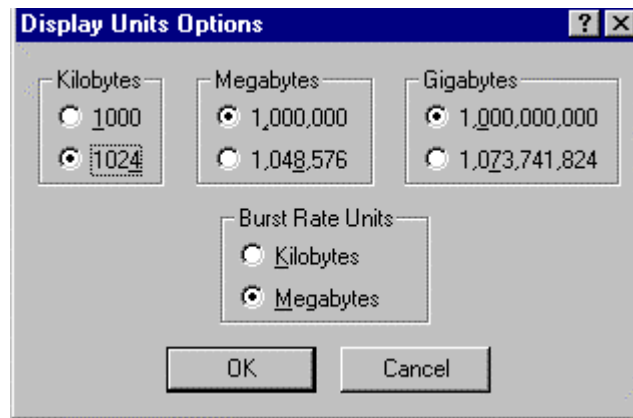 Display Units Options
Kilobytes
1000
1024
Megabytes
1,000,000
1,048,576
Gigabytes
1,000,000,000
1,073,741,824
Burst Rate Units
Kilobytes
Megabytes
OK
Cancel